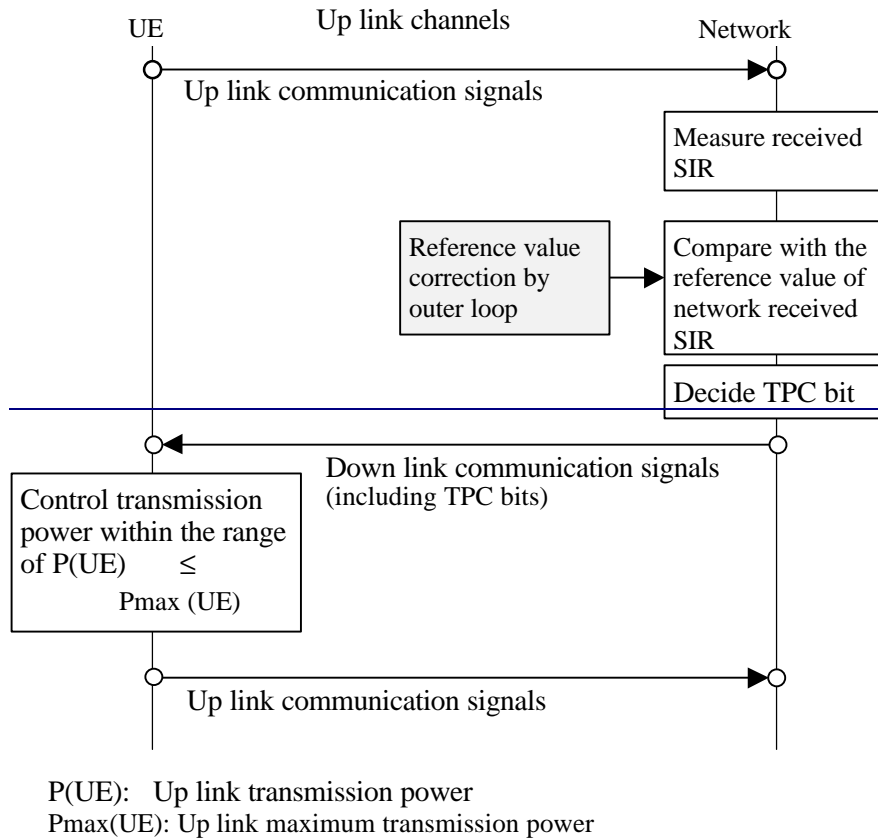 Up link channels
UE
Network
Up link communication signals
Measure received
SIR
Reference value
correction by
outer loop
Compare with the
reference value of
network received
SIR
Decide TPC bit
Down link communication signals
(including TPC bits)
Control transmission
power within the range
of P(UE) ≤
Pmax (UE)
Up link communication signals
P(UE): Up link transmission power
Pmax(UE): Up link maximum transmission power